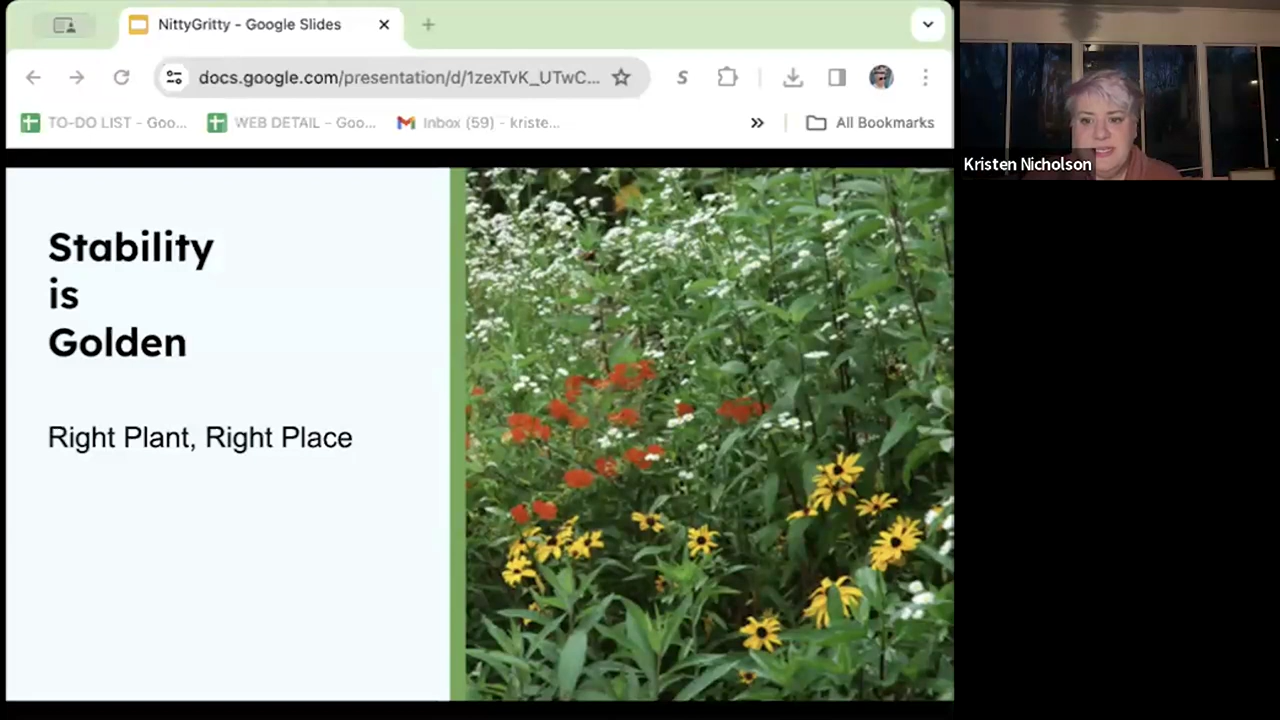 NittyGritty - Google Slides
docs.google.com/presentation/d/1zexTvK_UTwC...
TO-DO LIST - Goo...
WEB DETAIL - Goo...
Inbox (59) - kriste...
All Bookmarks
Kristen Nicholson
Stability
is
Golden
Right Plant, Right Place